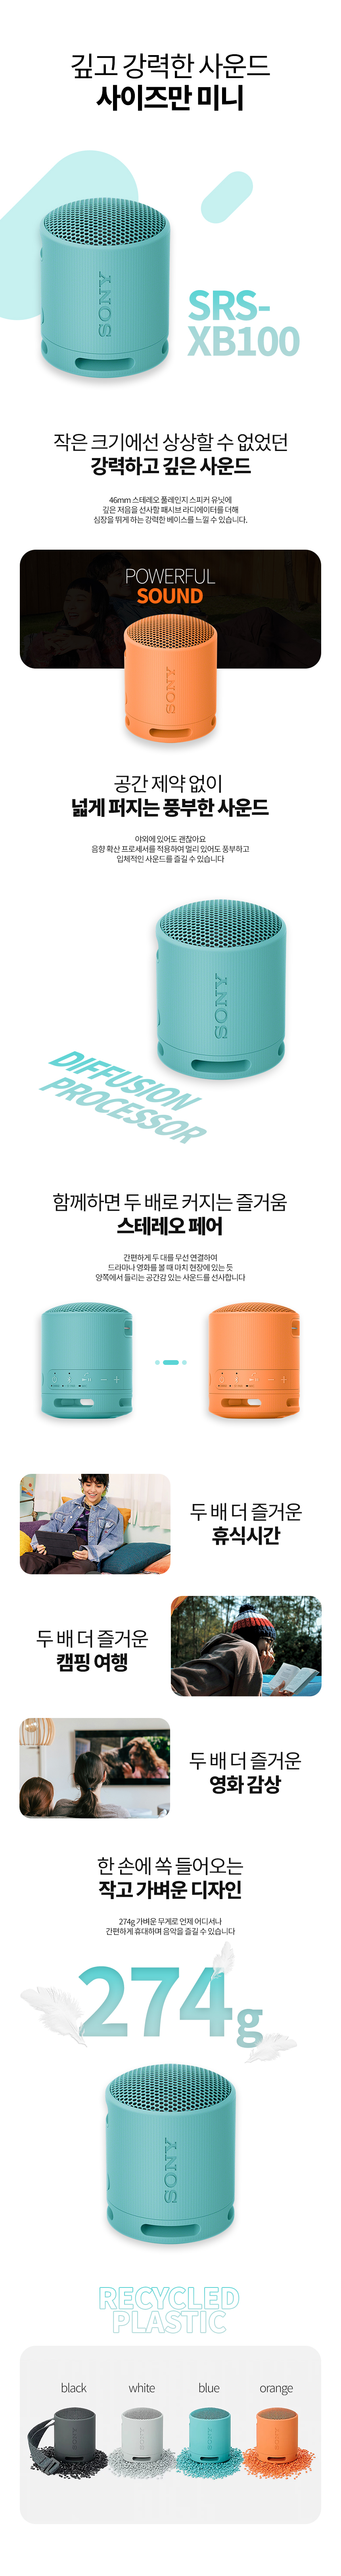 깊고 강력한 사운드
사이즈만 미니
SONY
SRS-
XB100
작은 크기에선 상상할 수 없었던
강력하고 깊은 사운드
46mm 스테레오 풀레인지 스피커 유닛에
깊은 저음을 선사할 패시브 라디에이터를 더해
심장을 뛰게 하는 강력한 베이스를 느낄 수 있습니다.
POWERFUL
SOUND
SONY
공간 제약 없이
넓게 퍼지는 풍부한 사운드
야외에 있어도 괜찮아요
음향 확산 프로세서를 적용하여 멀리 있어도 풍부하고
입체적인 사운드를 즐길 수 있습니다
SONY
DIFFUSION
PROCESSOR
함께하면 두 배로 커지는 즐거움
스테레오 페어
간편하게 두 대를 무선 연결하여
드라마나 영화를 볼 때 마치 현장에 있는 듯
양쪽에서 들리는 공간감 있는 사운드를 선사합니다
두 배 더 즐거운
휴식시간
두 배 더 즐거운
캠핑 여행
두 배 더 즐거운
영화 감상
한 손에 쏙 들어오는
작고 가벼운 디자인
274g 가벼운 무게로 언제 어디서나
간편하게 휴대하며 음악을 즐길 수 있습니다
274g
SONY
RECYCLED
PLASTIC
black
white
blue
orange
SONY
SONY
SONY
SONY